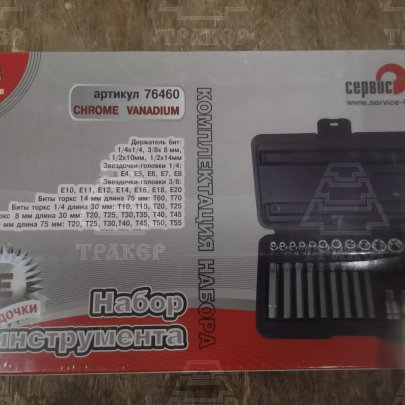 артикул 76460
CHROME VANADIUM
Держатель бит:
1/4x1/4, 3/8x 8 мм,
1/2x10мм, 1/2x14мм
Звездочки-головки 1/4:
E4, E5, E6, E7, E8
Звездочки-головки 3/8:
E10, E11, E12, E14, E16, E18, E20
Биты торкс 14 мм длина 75 мм: T60, T70
Биты торкс 1/4 длина 30 мм: T10, T15, T20, T25
8 мм длина 30 мм: T20, T25, T30, T35, T40, T45
мм длина 75 мм: T20, T25, T30, T40, T45, T50, T55
КОМПЛЕКТАЦИЯ НАБОРА
сервис
www.service-
Набор
инструмента
ТРАКЕР